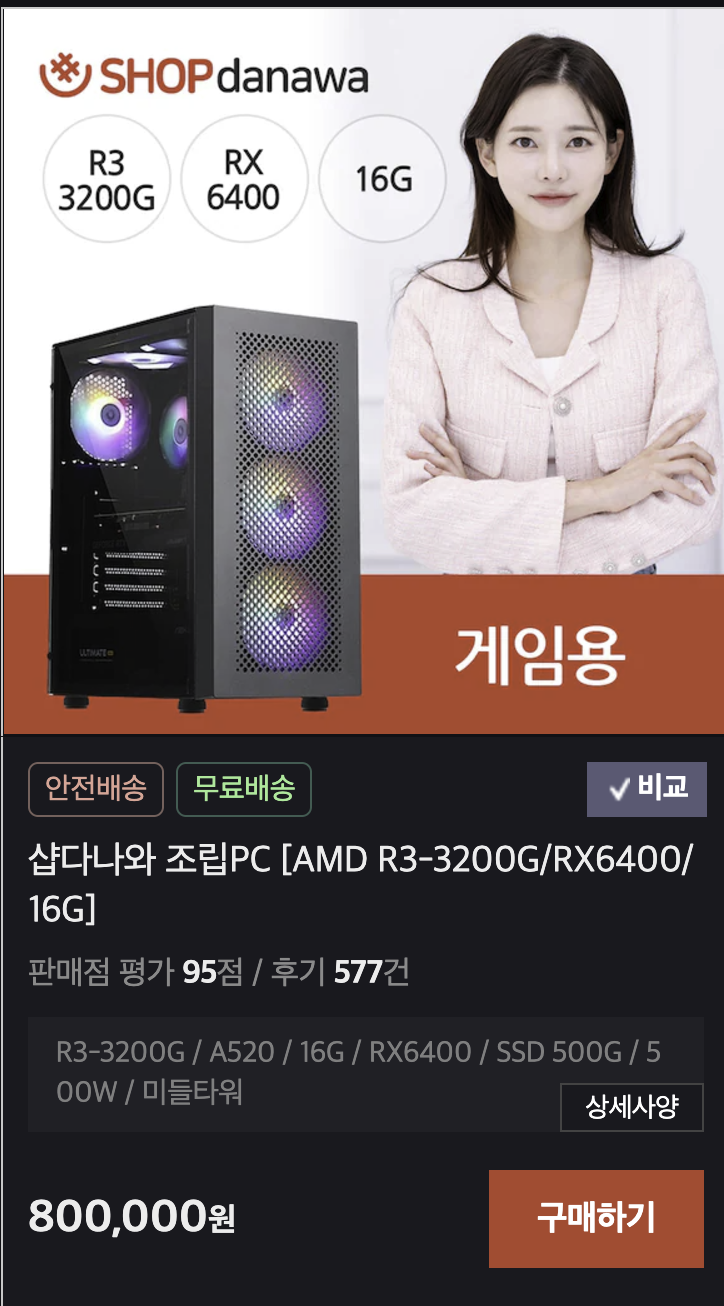 SHOPdanawa
R3
3200G
RX
6400
16G
게임용
안전배송
무료배송
✓ 비교
샵다나와 조립PC [AMD R3-3200G/RX6400/
16G]
판매점 평가 95점 / 후기 577건
R3-3200G / A520 / 16G / RX6400 / SSD 500G / 5
00W / 미들타워
상세사양
800,000원
구매하기